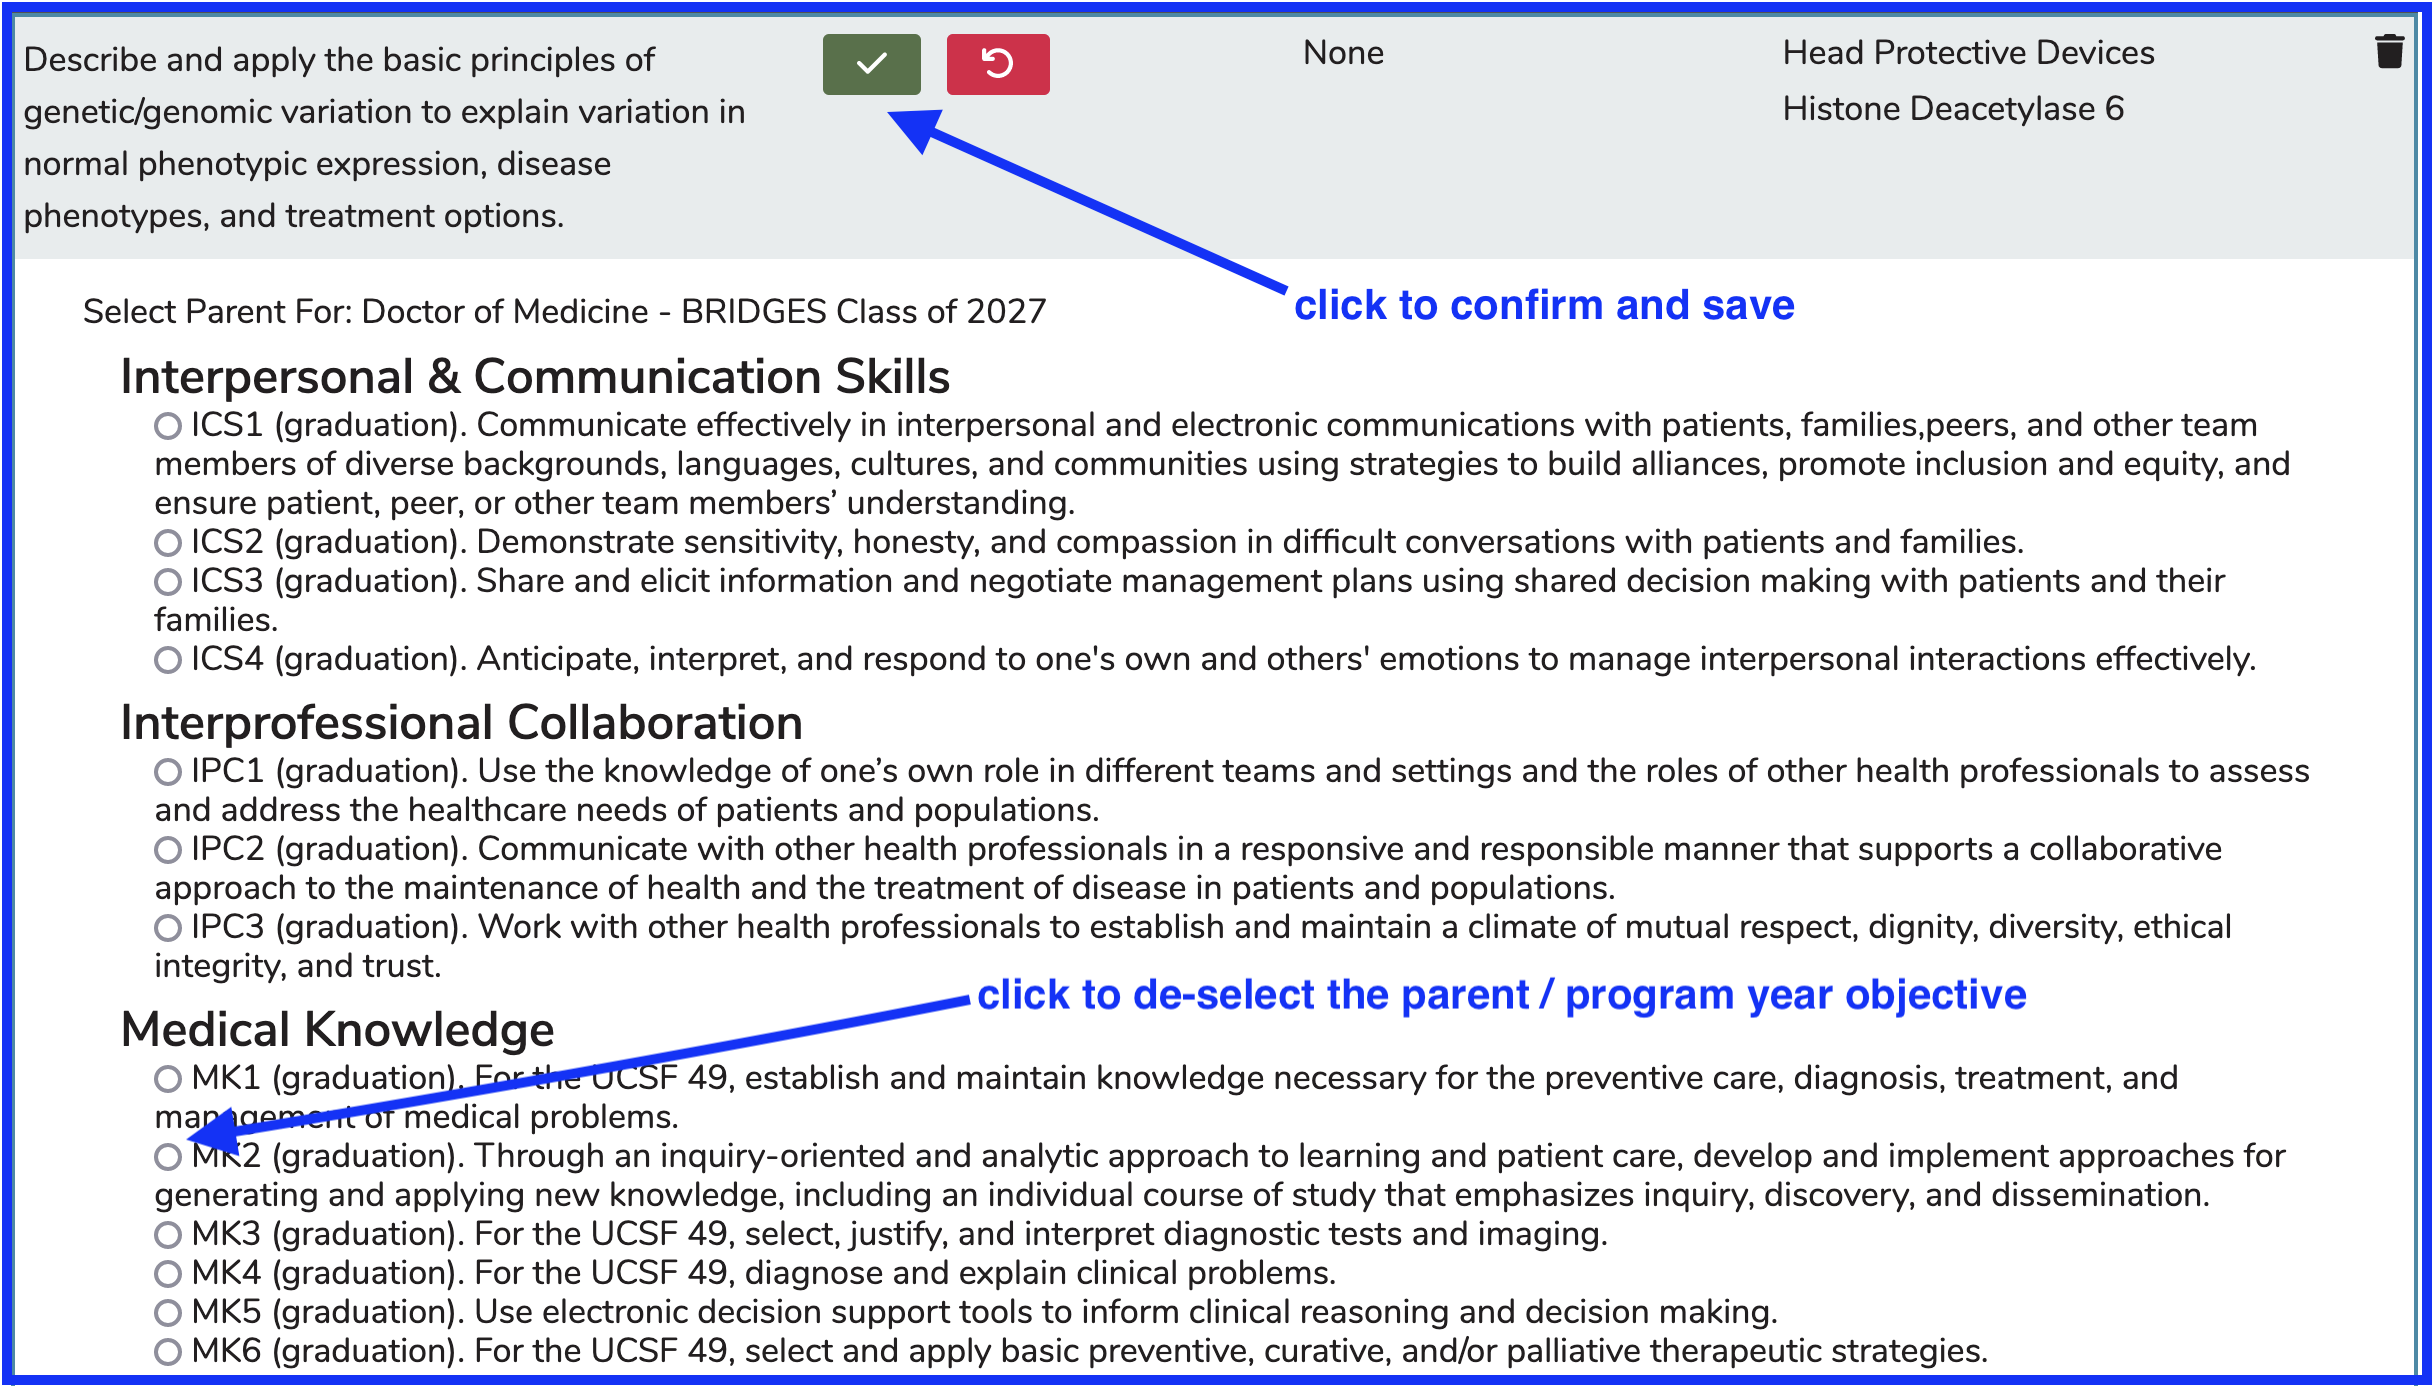 Describe and apply the basic principles of
genetic/genomic variation to explain variation in
normal phenotypic expression, disease
phenotypes, and treatment options.
None
Head Protective Devices
Histone Deacetylase 6
click to confirm and save
Select Parent For: Doctor of Medicine - BRIDGES Class of 2027
Interpersonal & Communication Skills
ICS1 (graduation). Communicate effectively in interpersonal and electronic communications with patients, families,peers, and other team
members of diverse backgrounds, languages, cultures, and communities using strategies to build alliances, promote inclusion and equity, and
ensure patient, peer, or other team members’ understanding.
ICS2 (graduation). Demonstrate sensitivity, honesty, and compassion in difficult conversations with patients and families.
ICS3 (graduation). Share and elicit information and negotiate management plans using shared decision making with patients and their
families.
ICS4 (graduation). Anticipate, interpret, and respond to one's own and others' emotions to manage interpersonal interactions effectively.
Interprofessional Collaboration
IPC1 (graduation). Use the knowledge of one’s own role in different teams and settings and the roles of other health professionals to assess
and address the healthcare needs of patients and populations.
IPC2 (graduation). Communicate with other health professionals in a responsive and responsible manner that supports a collaborative
approach to the maintenance of health and the treatment of disease in patients and populations.
IPC3 (graduation). Work with other health professionals to establish and maintain a climate of mutual respect, dignity, diversity, ethical
integrity, and trust.
click to de-select the parent / program year objective
Medical Knowledge
MK1 (graduation). For the UCSF 49, establish and maintain knowledge necessary for the preventive care, diagnosis, treatment, and
management of medical problems.
MK2 (graduation). Through an inquiry-oriented and analytic approach to learning and patient care, develop and implement approaches for
generating and applying new knowledge, including an individual course of study that emphasizes inquiry, discovery, and dissemination.
MK3 (graduation). For the UCSF 49, select, justify, and interpret diagnostic tests and imaging.
MK4 (graduation). For the UCSF 49, diagnose and explain clinical problems.
MK5 (graduation). Use electronic decision support tools to inform clinical reasoning and decision making.
MK6 (graduation). For the UCSF 49, select and apply basic preventive, curative, and/or palliative therapeutic strategies.